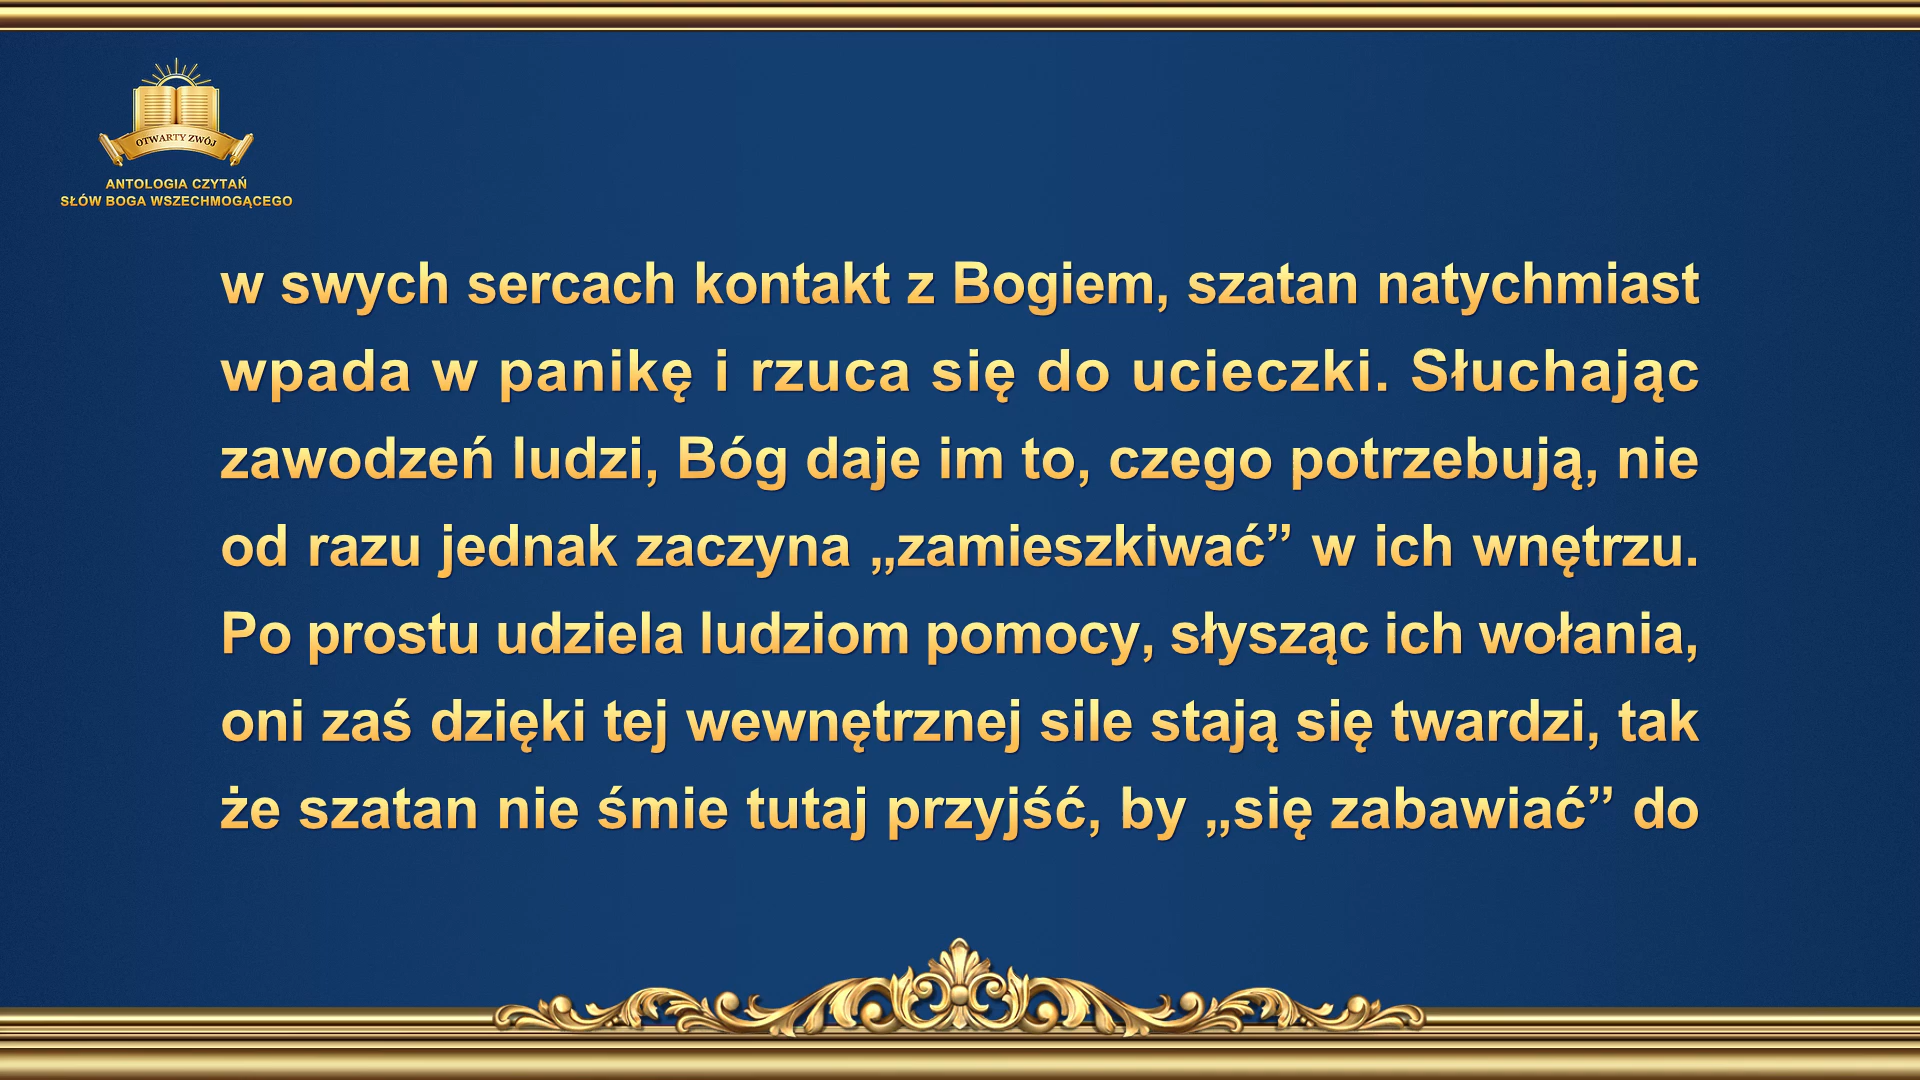 OTWARTY ZWÓJ
ANTOLOGIA CZYTAŃ
SŁÓW BOGA WSZECHMOGĄCEGO
w swych sercach kontakt z Bogiem, szatan natychmiast
wpada w panikę i rzuca się do ucieczki. Słuchając
zawodzeń ludzi, Bóg daje im to, czego potrzebują, nie
od razu jednak zaczyna „zamieszkiwać” w ich wnętrzu.
Po prostu udziela ludziom pomocy, słysząc ich wołania,
oni zaś dzięki tej wewnętrznej sile stają się twardzi, tak
że szatan nie śmie tutaj przyjść, by „się zabawiać” do